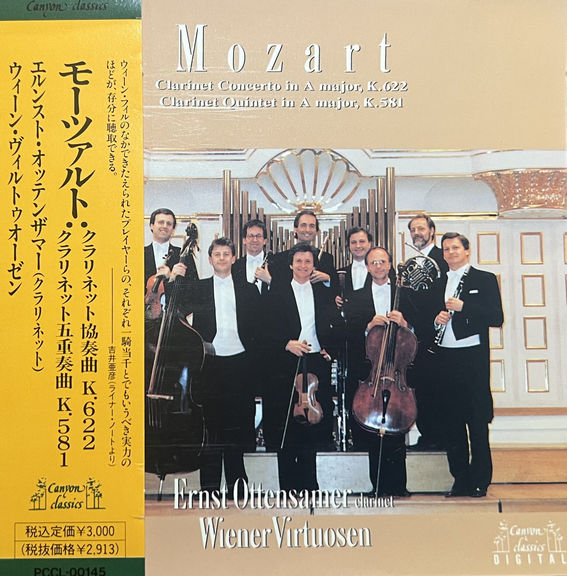 Canyon classics
モーツァルト:クラリネット協奏曲 K.622
クラリネット五重奏曲 K.581
エルンスト・オッテンザマー(クラリネット)
ウィーン・ヴィルトゥオーゼン
ウィーン・フィルのなかできたえられたプレイヤーらの、それぞれ一騎当千とでもいうべき実力の
ほどが、存分に聴取できる。
——吉井亜彦(ライナー・ノートより)
Canyon
classics
税込定価¥3,000
(税抜価格¥2,913)
PCCL-00145
Mozart
Clarinet Concerto in A major, K.622
Clarinet Quintet in A major, K.581
Ernst Ottensamer clarinet
Wiener Virtuosen
Canyon
classics
DIGITAL